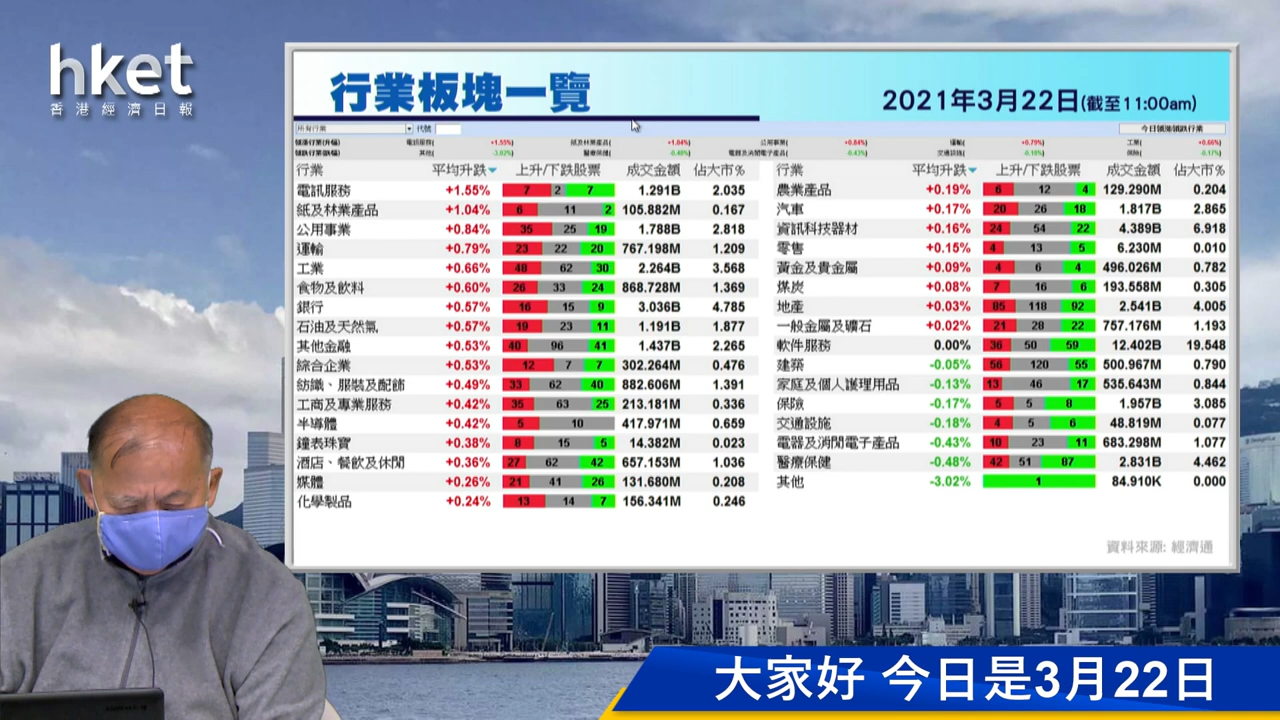 hket
香港經濟日報
行業板塊一覽
2021年3月22日(截至11:00am)
所有行業 代號 今日領漲領跌行業
行業 平均升跌 上升/下跌股票 成交金額 佔大市% 行業 平均升跌 上升/下跌股票 成交金額 佔大市%
電訊服務 +1.55% 7 2 7 1.291B 2.035 農業產品 +0.19% 6 12 4 129.290M 0.204
紙及林業產品 +1.04% 6 11 2 105.882M 0.167 汽車 +0.17% 20 26 18 1.817B 2.865
公用事業 +0.84% 35 25 19 1.788B 2.818 資訊科技器材 +0.16% 24 54 22 4.389B 6.918
運輸 +0.79% 23 22 20 767.198M 1.209 零售 +0.15% 4 13 5 6.230M 0.010
工業 +0.66% 48 62 30 2.264B 3.568 黃金及貴金屬 +0.09% 4 6 4 496.026M 0.782
食物及飲料 +0.60% 26 33 24 868.728M 1.369 煤炭 +0.08% 7 16 6 193.558M 0.305
銀行 +0.57% 16 15 9 3.036B 4.785 地產 +0.03% 85 118 92 2.541B 4.005
石油及天然氣 +0.57% 19 23 11 1.191B 1.877 一般金屬及礦石 +0.02% 21 28 22 757.176M 1.193
其他金融 +0.53% 40 96 41 1.437B 2.265 軟件服務 0.00% 36 50 59 12.402B 19.548
綜合企業 +0.53% 12 7 7 302.264M 0.476 建築 -0.05% 56 120 55 500.967M 0.790
紡織、服裝及配飾 +0.49% 33 62 40 882.606M 1.391 家庭及個人護理用品 -0.13% 13 46 17 535.643M 0.844
工商及專業服務 +0.42% 35 63 25 213.181M 0.336 保險 -0.17% 5 5 8 1.957B 3.085
半導體 +0.42% 5 10 417.971M 0.659 交通設施 -0.18% 4 5 6 48.819M 0.077
鐘表珠寶 +0.38% 8 15 5 14.382M 0.023 電器及消閒電子產品 -0.43% 10 23 11 683.298M 1.077
酒店、餐飲及休閒 +0.36% 27 62 42 657.153M 1.036 醫療保健 -0.48% 42 51 87 2.831B 4.462
媒體 +0.26% 21 41 26 131.680M 0.208 其他 -3.02% 1 84.910K 0.000
化學製品 +0.24% 13 14 7 156.341M 0.246
資料來源: 經濟通
大家好 今日是3月22日